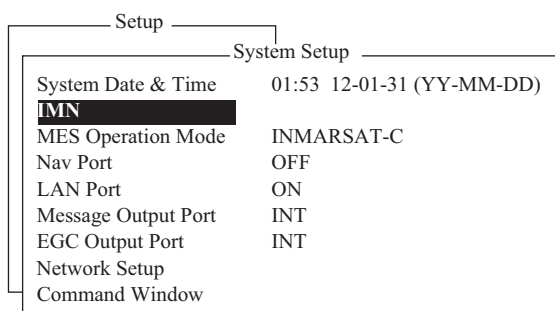 Setup
System Setup
System Date & Time 01:53 12-01-31 (YY-MM-DD)
IMN
MES Operation Mode INMARSAT-C
Nav Port OFF
LAN Port ON
Message Output Port INT
EGC Output Port INT
Network Setup
Command Window